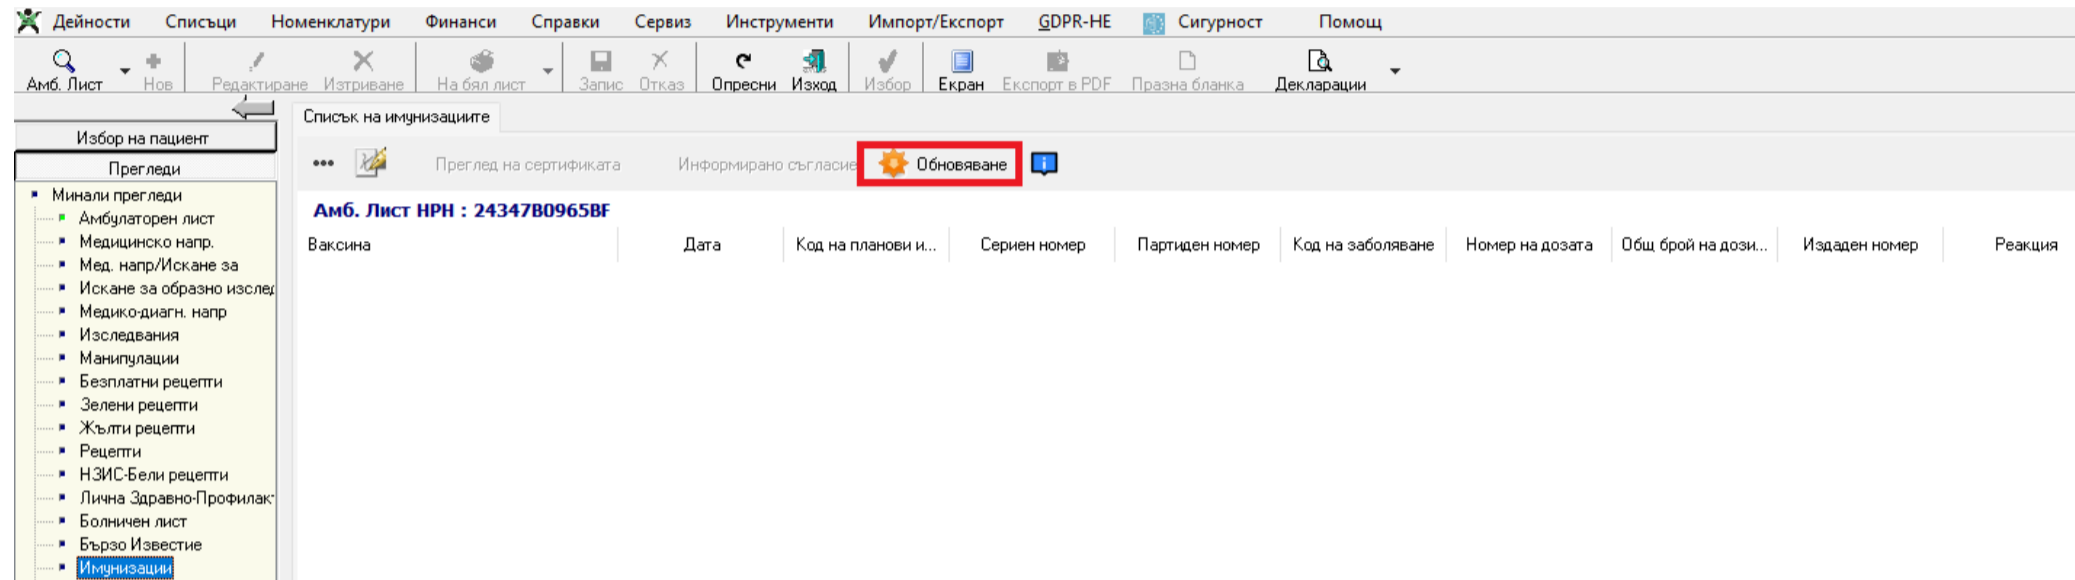 Дейности Списъци Номенклатури Финанси Справки Сервиз Инструменти Импорт/Експорт GDPR-НЕ Сигурност Помощ
Амб. Лист Нов Редактиране Изтриване На бял лист Запис Отказ Опресни Изход Избор Екран Експорт в PDF Празна бланка Декларации
Списък на имунизациите
Избор на пациент
Прегледи
••• Преглед на сертификата Информирано съгласие Обновяване
Минали прегледи
Амбулаторен лист
Медицинско напр.
Мед. напр/Искане за
Искане за образно изслед
Медико-диагн. напр
Изследвания
Манипулации
Безплатни рецепти
Зелени рецепти
Жълти рецепти
Рецепти
НЗИС-Бели рецепти
Лична Здравно-Профилак
Болничен лист
Бързо Известие
Имунизации
Амб. Лист НРН : 24347B0965BF
Ваксина Дата Код на планови и... Сериен номер Партиден номер Код на заболяване Номер на дозата Общ брой на дози... Издаден номер Реакция